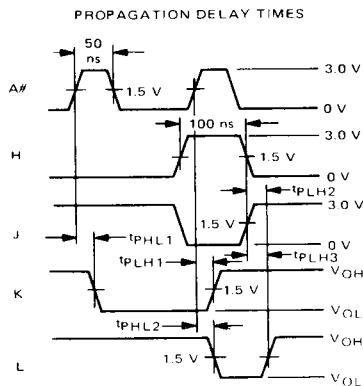 PROPAGATION DELAY TIMES
50
ns
3.0 V
A#
1.5 V
0 V
100 ns
3.0 V
H
1.5 V
0 V
tPLH2
3.0 V
J
1.5 V
0 V
tPHL1
tPLH1
tPLH3
VOH
K
1.5 V
VOL
tPHL2
VOH
1.5 V
L
VOL